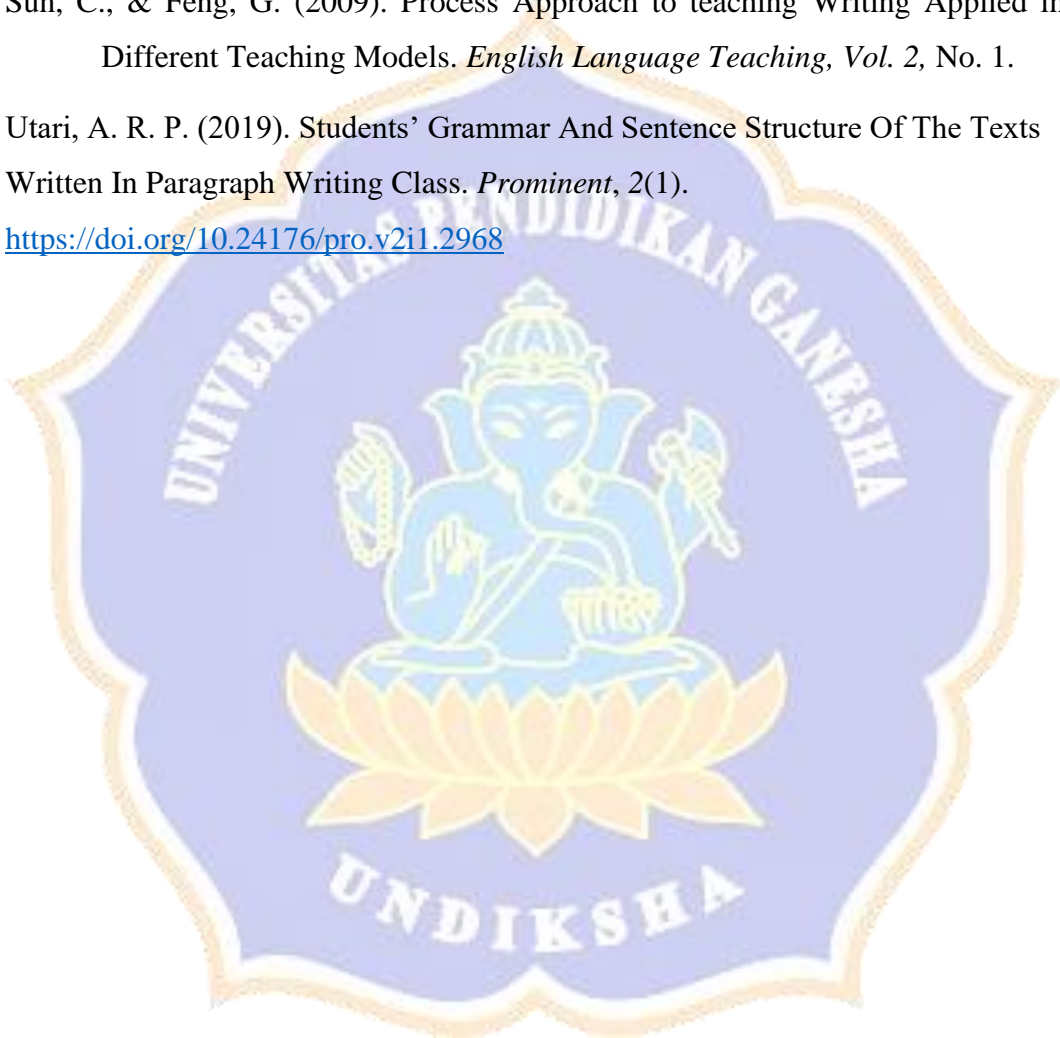 Sun, C., & Feng, G. (2009). Process Approach to teaching Writing Applied in
Different Teaching Models. English Language Teaching, Vol. 2, No. 1.
Utari, A. R. P. (2019). Students’ Grammar And Sentence Structure Of The Texts
Written In Paragraph Writing Class. Prominent, 2(1).
https://doi.org/10.24176/pro.v2i1.2968
UNIVERSITAS PENDIDIKAN GANESHA
UNDIKSHA